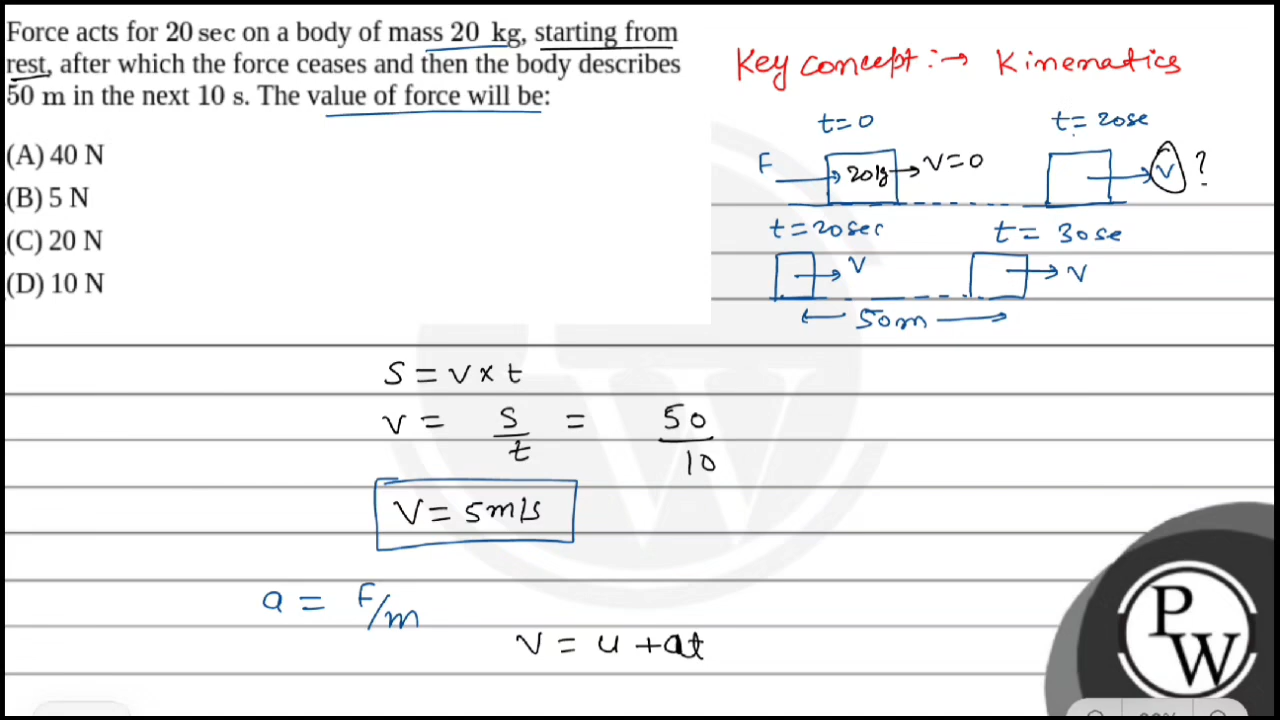 Force acts for 20 sec on a body of mass 20 kg, starting from
rest, after which the force ceases and then the body describes
50 m in the next 10 s. The value of force will be:
(A) 40 N
(B) 5 N
(C) 20 N
(D) 10 N
Key concept :→ Kinematics
t=0
t=20se
F
20kg
V=0
V
?
t=20sec
t= 30se
V
V
50m
S = v x t
v = S/t = 50/10
V= 5m/s
a = F/m
V = u + at
P
W